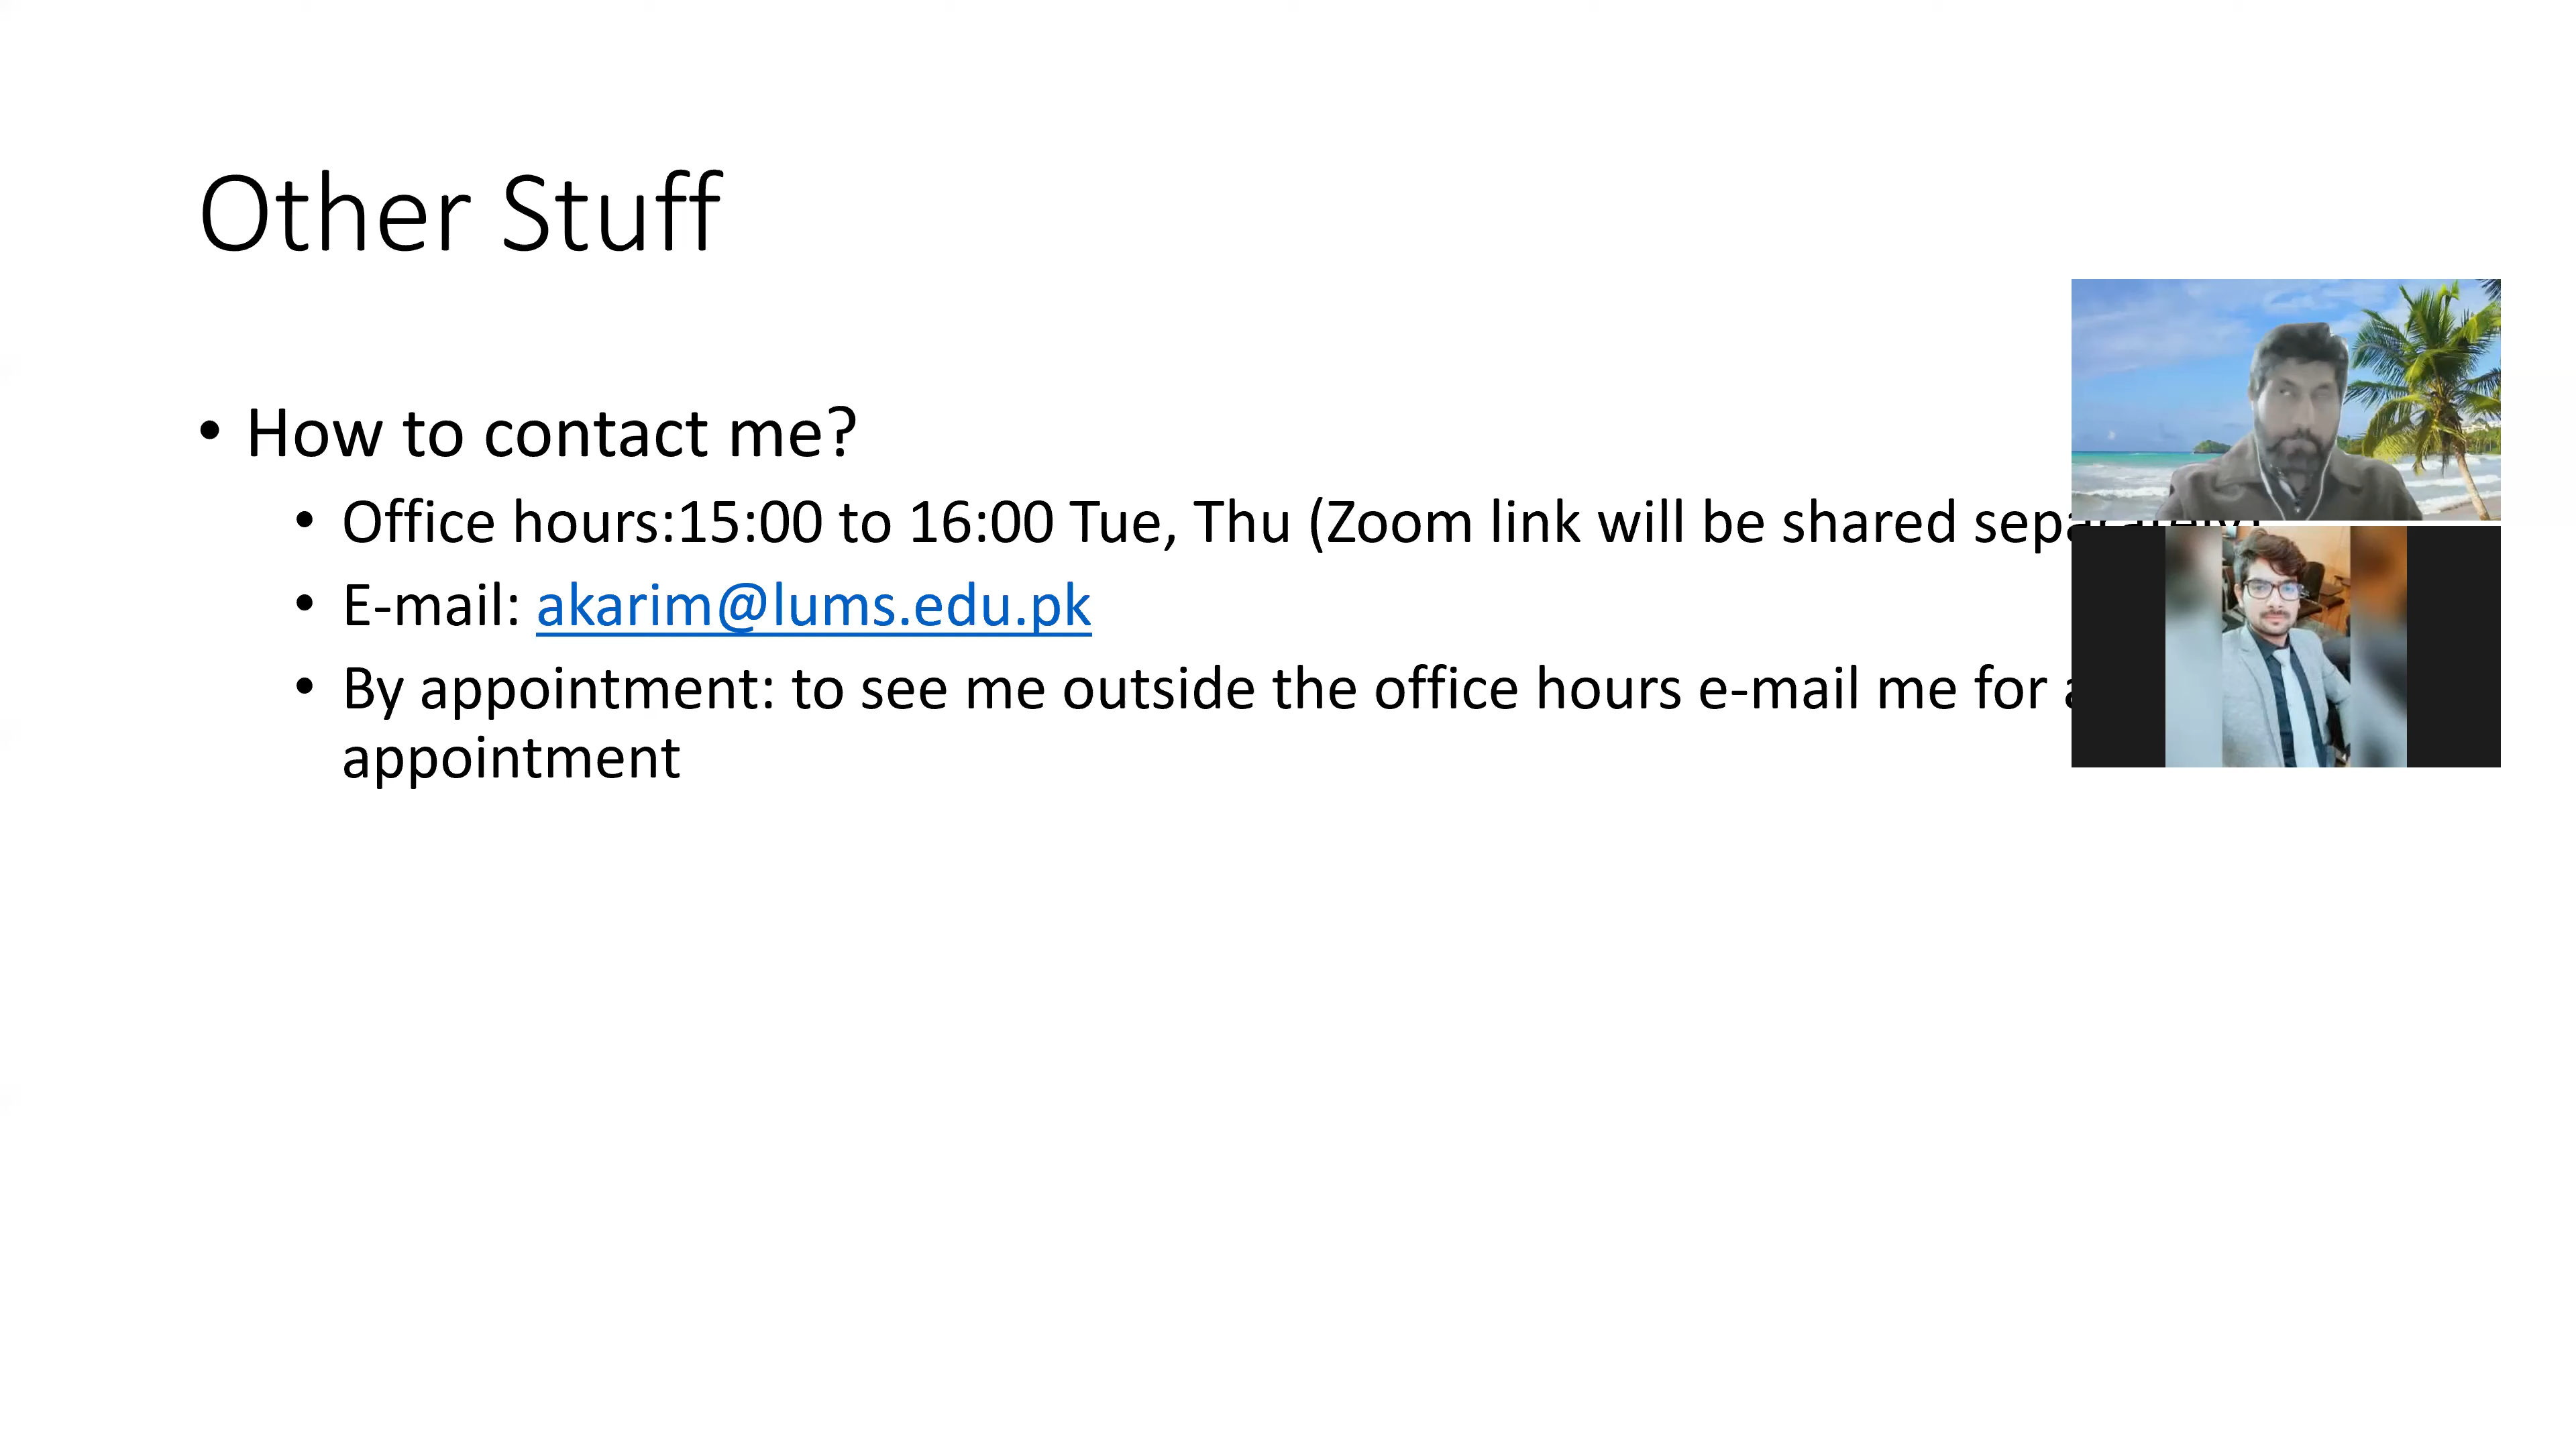 Other Stuff
• How to contact me?
• Office hours:15:00 to 16:00 Tue, Thu (Zoom link will be shared
• E-mail: akarim@lums.edu.pk
• By appointment: to see me outside the office hours e-mail me for
appointment